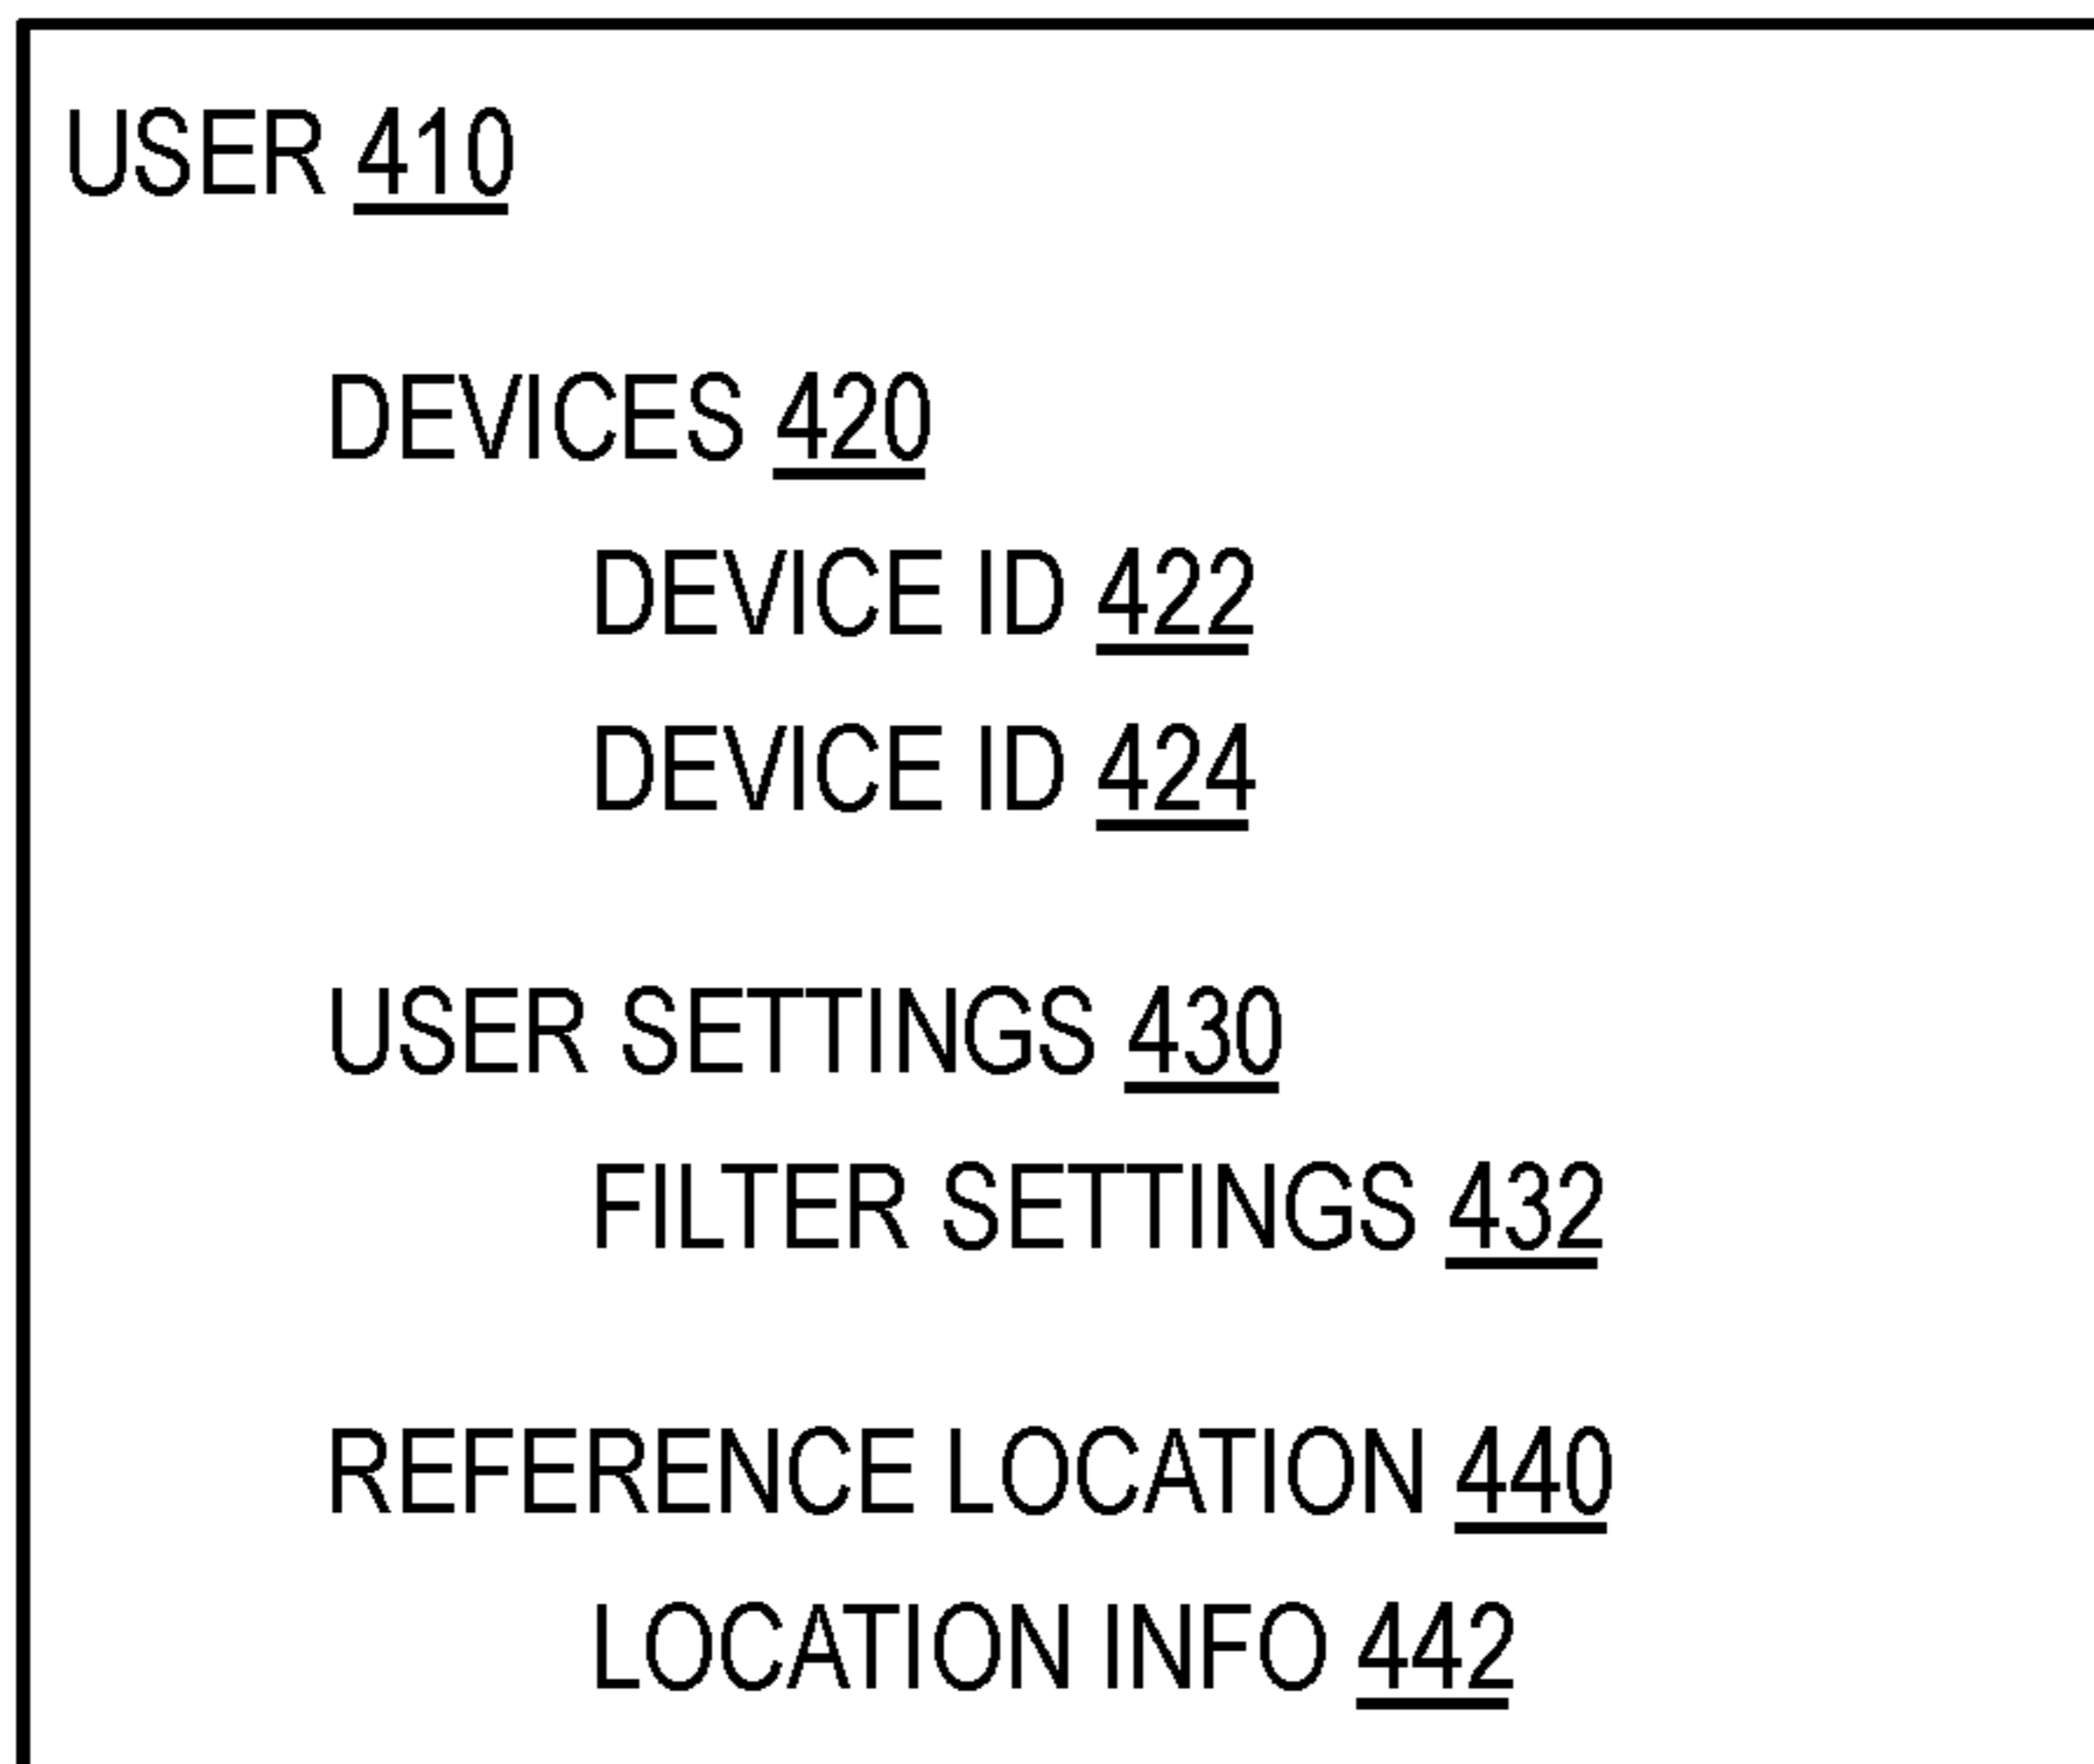 USER 410
DEVICES 420
DEVICE ID 422
DEVICE ID 424
USER SETTINGS 430
FILTER SETTINGS 432
REFERENCE LOCATION 440
LOCATION INFO 442